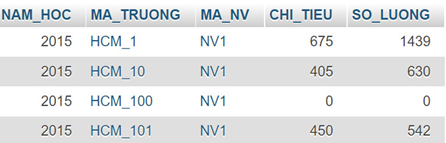 NAM_HOC MA_TRUONG MA_NV CHI_TIEU SO_LUONG
2015 HCM_1 NV1 675 1439
2015 HCM_10 NV1 405 630
2015 HCM_100 NV1 0 0
2015 HCM_101 NV1 450 542